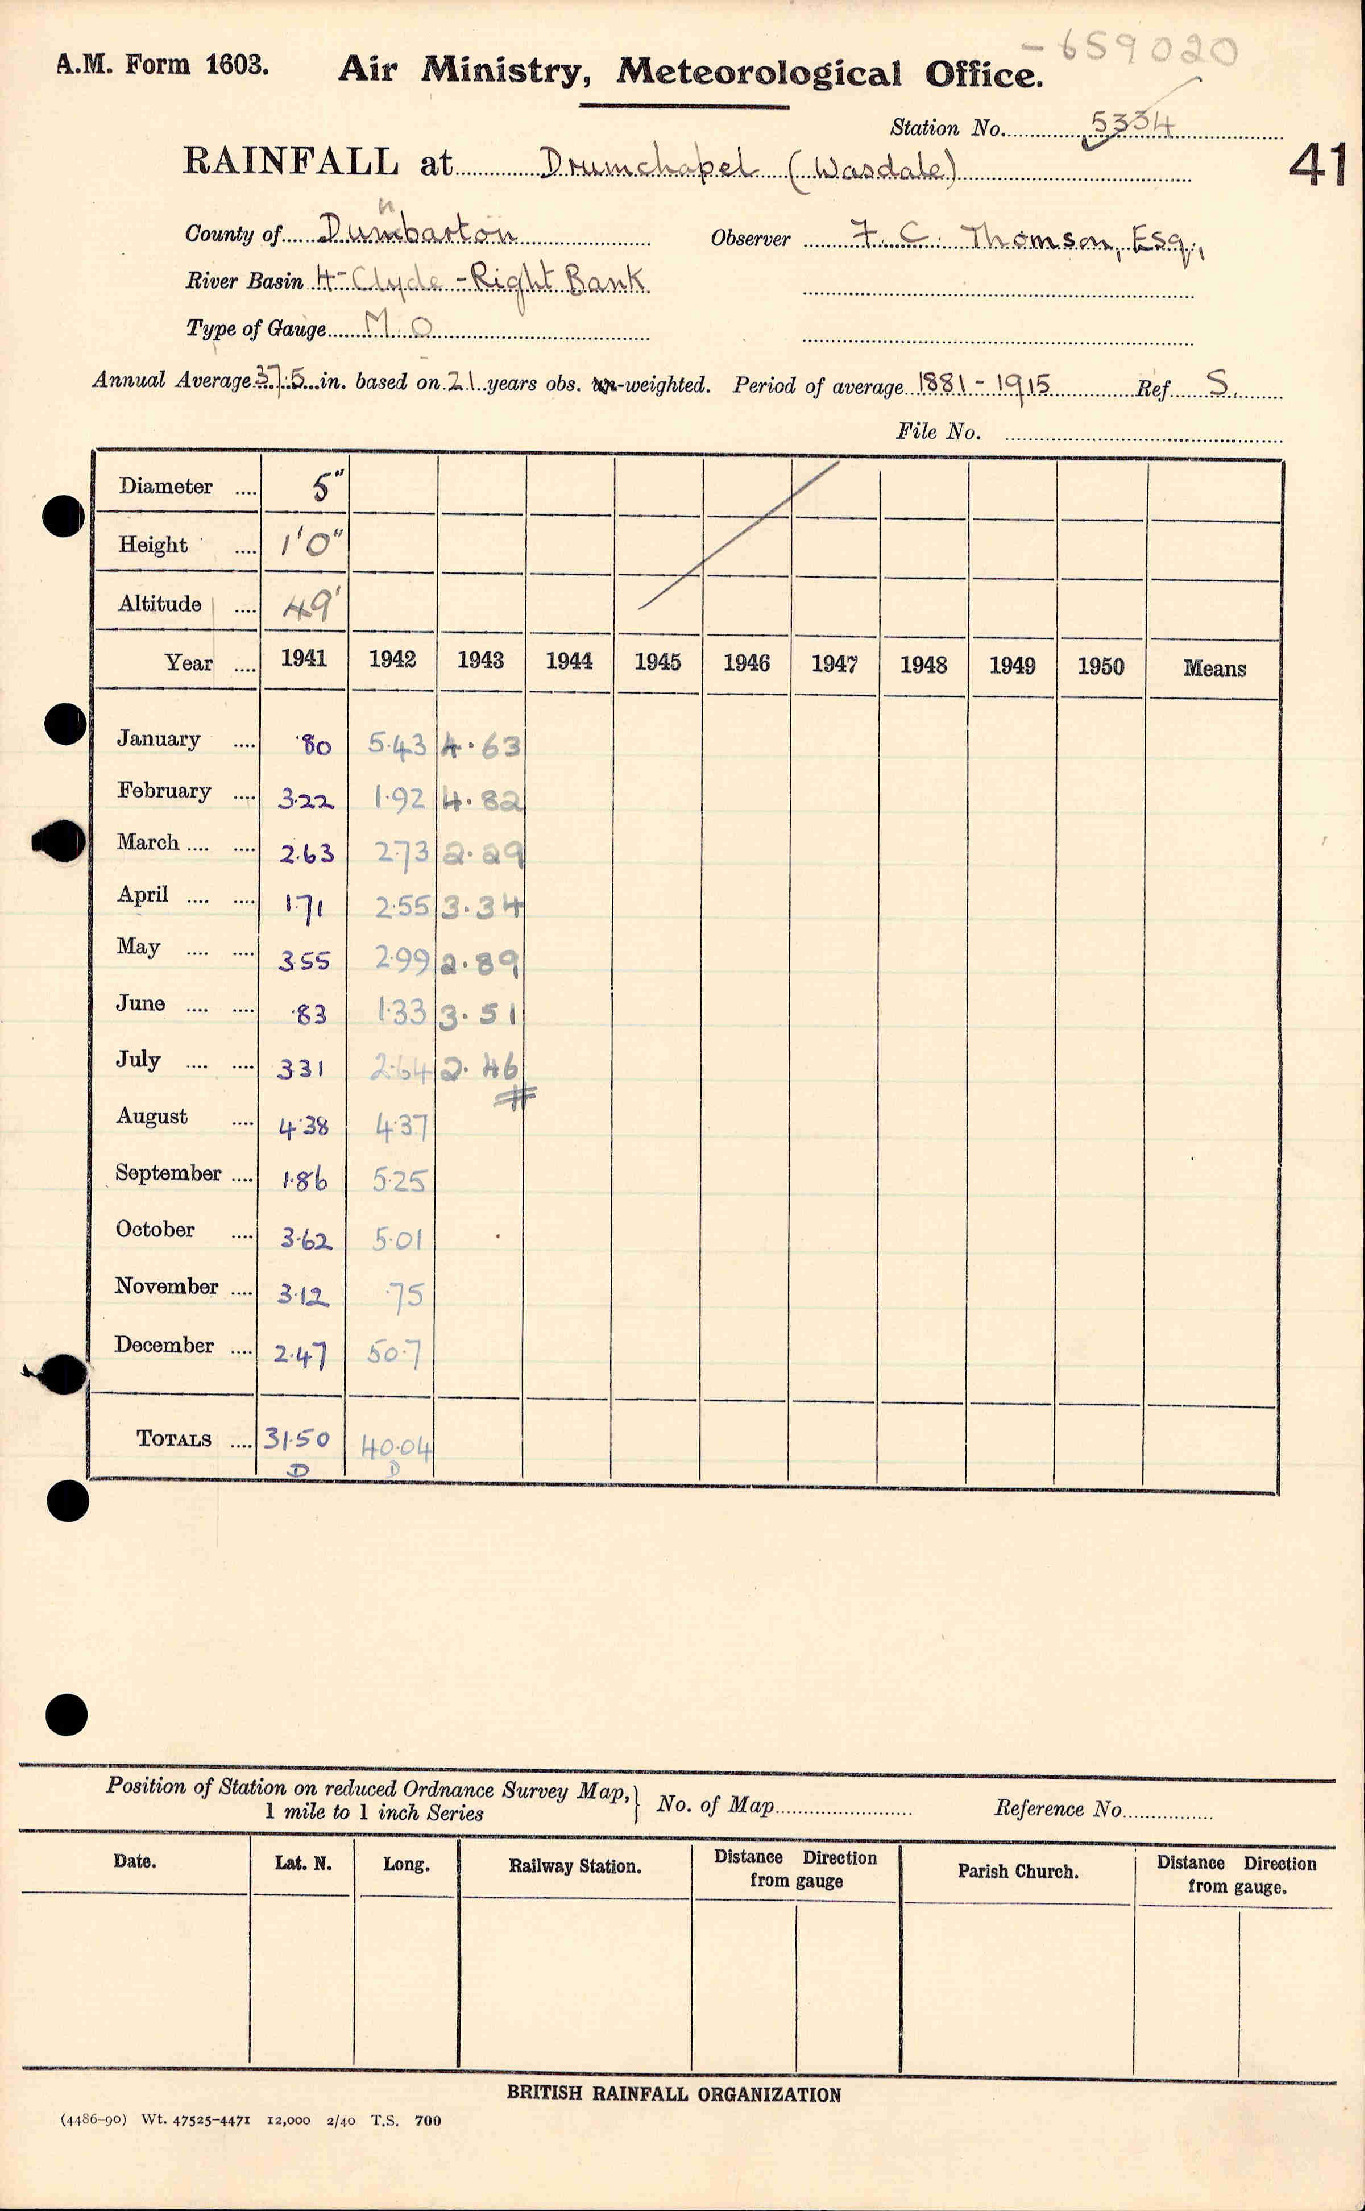 -659020
A.M. Form 1603. Air Ministry, Meteorological Office.
Station No. 5334
RAINFALL at Drumchapel (Wasdale) 41
County of Dumbarton n Observer F. C. Thomson, Esq.,
River Basin 4-Clyde-Right Bank
Type of Gauge M O
Annual Average 37.5 in. based on 21 years obs. un-weighted. Period of average 1881-1915 Ref S.
File No.
Diameter .... 5"
Height .... 1'0"
Altitude .... 49'
Year .... 1941 1942 1943 1944 1945 1946 1947 1948 1949 1950 Means
January .... ·80 5·43 4·63
February .... 3·22 1·92 4·82
March .... .... 2·63 2·73 2·29
April .... .... 1·71 2·55 3·34
May .... .... 3·55 2·99 2·89
June .... .... ·83 1·33 3·51
July .... .... 3·31 2·64 2·46
August .... 4·38 4·37
September .... 1·86 5·25
October .... 3·62 5·01
November .... 3·12 ·75
December .... 2·47 50·7
TOTALS .... 31·50 40·04
D D
Position of Station on reduced Ordnance Survey Map,} No. of Map Reference No.
1 mile to 1 inch Series
Date. Lat. N. Long. Railway Station. Distance from gauge Direction Parish Church. Distance Direction from gauge.
BRITISH RAINFALL ORGANIZATION
(4486-90) Wt. 47525-4471 12,000 2/40 T.S. 700